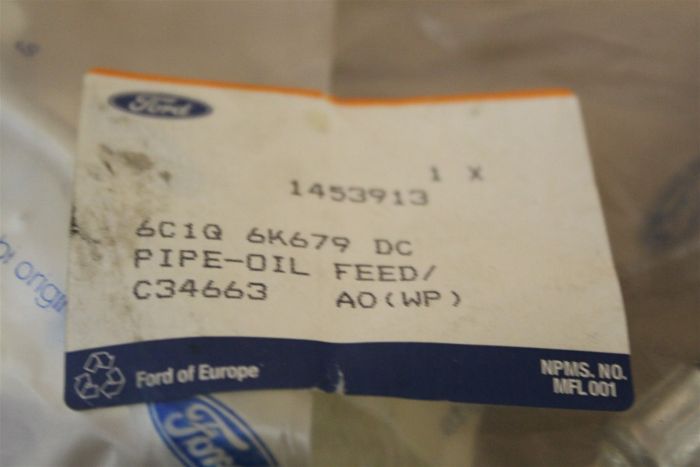 Ford
1 X
1453913
6C1Q 6K679 DC
PIPE-OIL FEED/
C34663 AO(WP)
Ford of Europe
NPMS. NO.
MFL 001
Ford